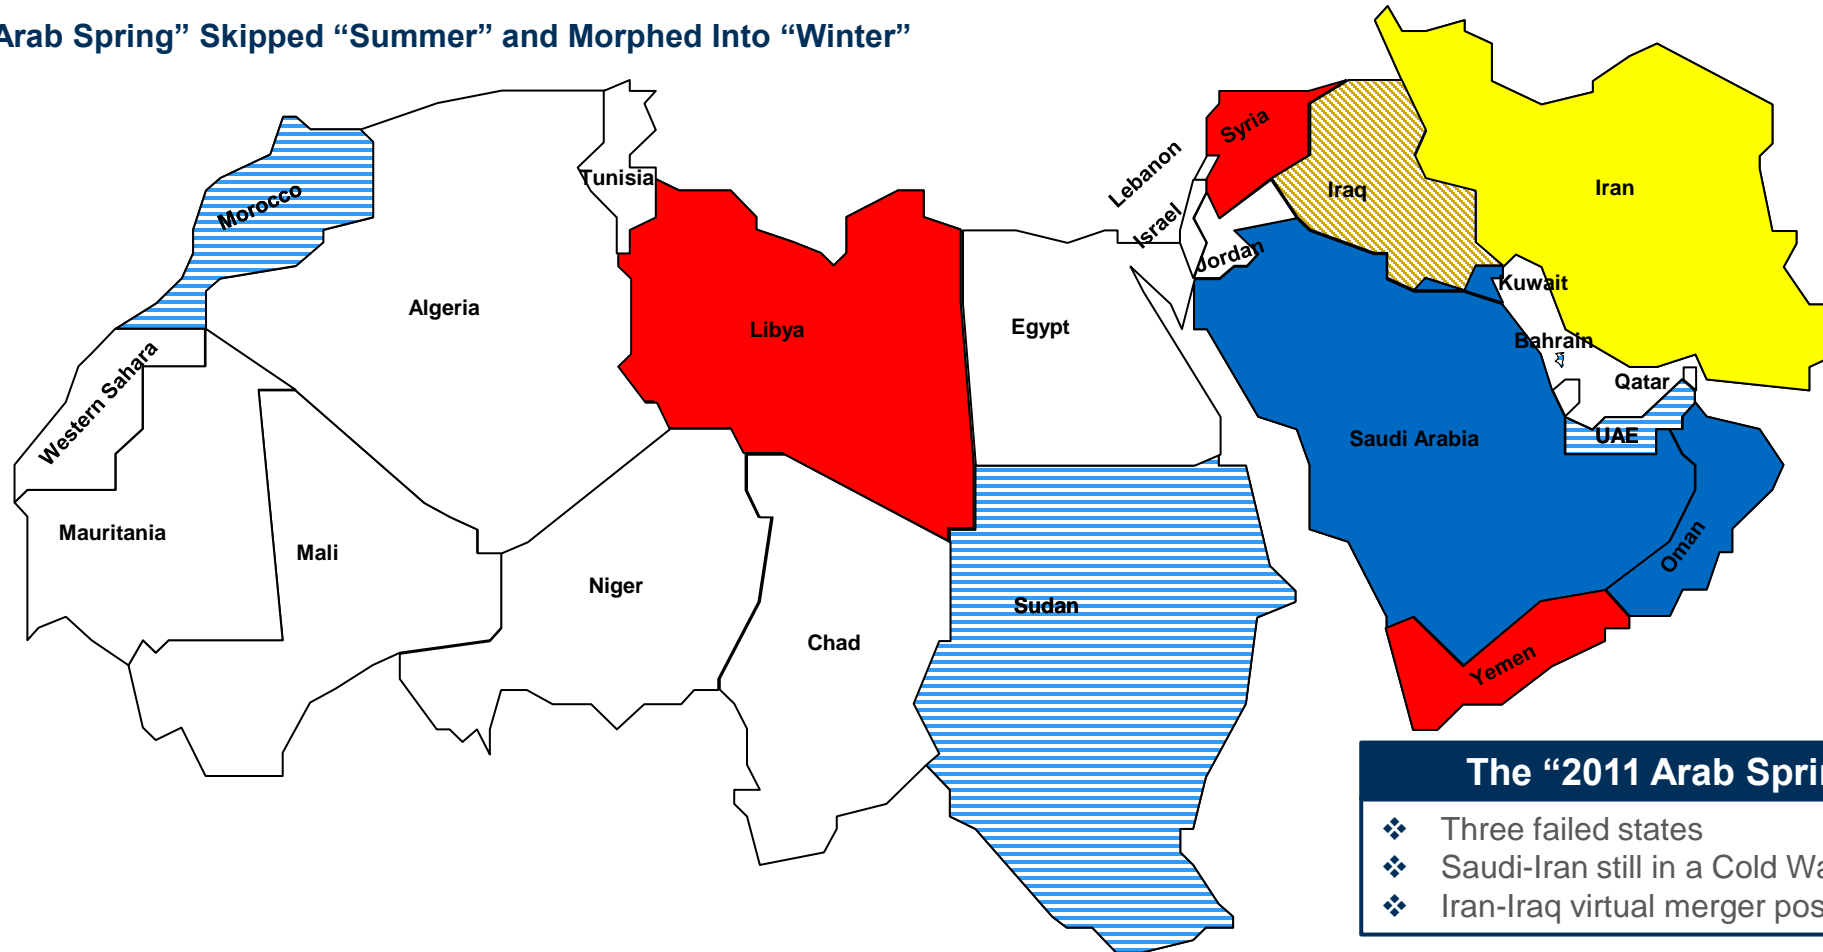 Arab Spring” Skipped “Summer” and Morphed Into “Winter”
Syria
Lebanon
Iraq
Iran
Tunisia
Morocco
Israel
Jordan
Kuwait
Algeria
Libya
Egypt
Bahrain
Western Sahara
Qatar
UAE
Saudi Arabia
Mauritania
Mali
Oman
Niger
Sudan
Chad
Yemen
The “2011 Arab Sprin
❖ Three failed states
❖ Saudi-Iran still in a Cold Wa
❖ Iran-Iraq virtual merger pos